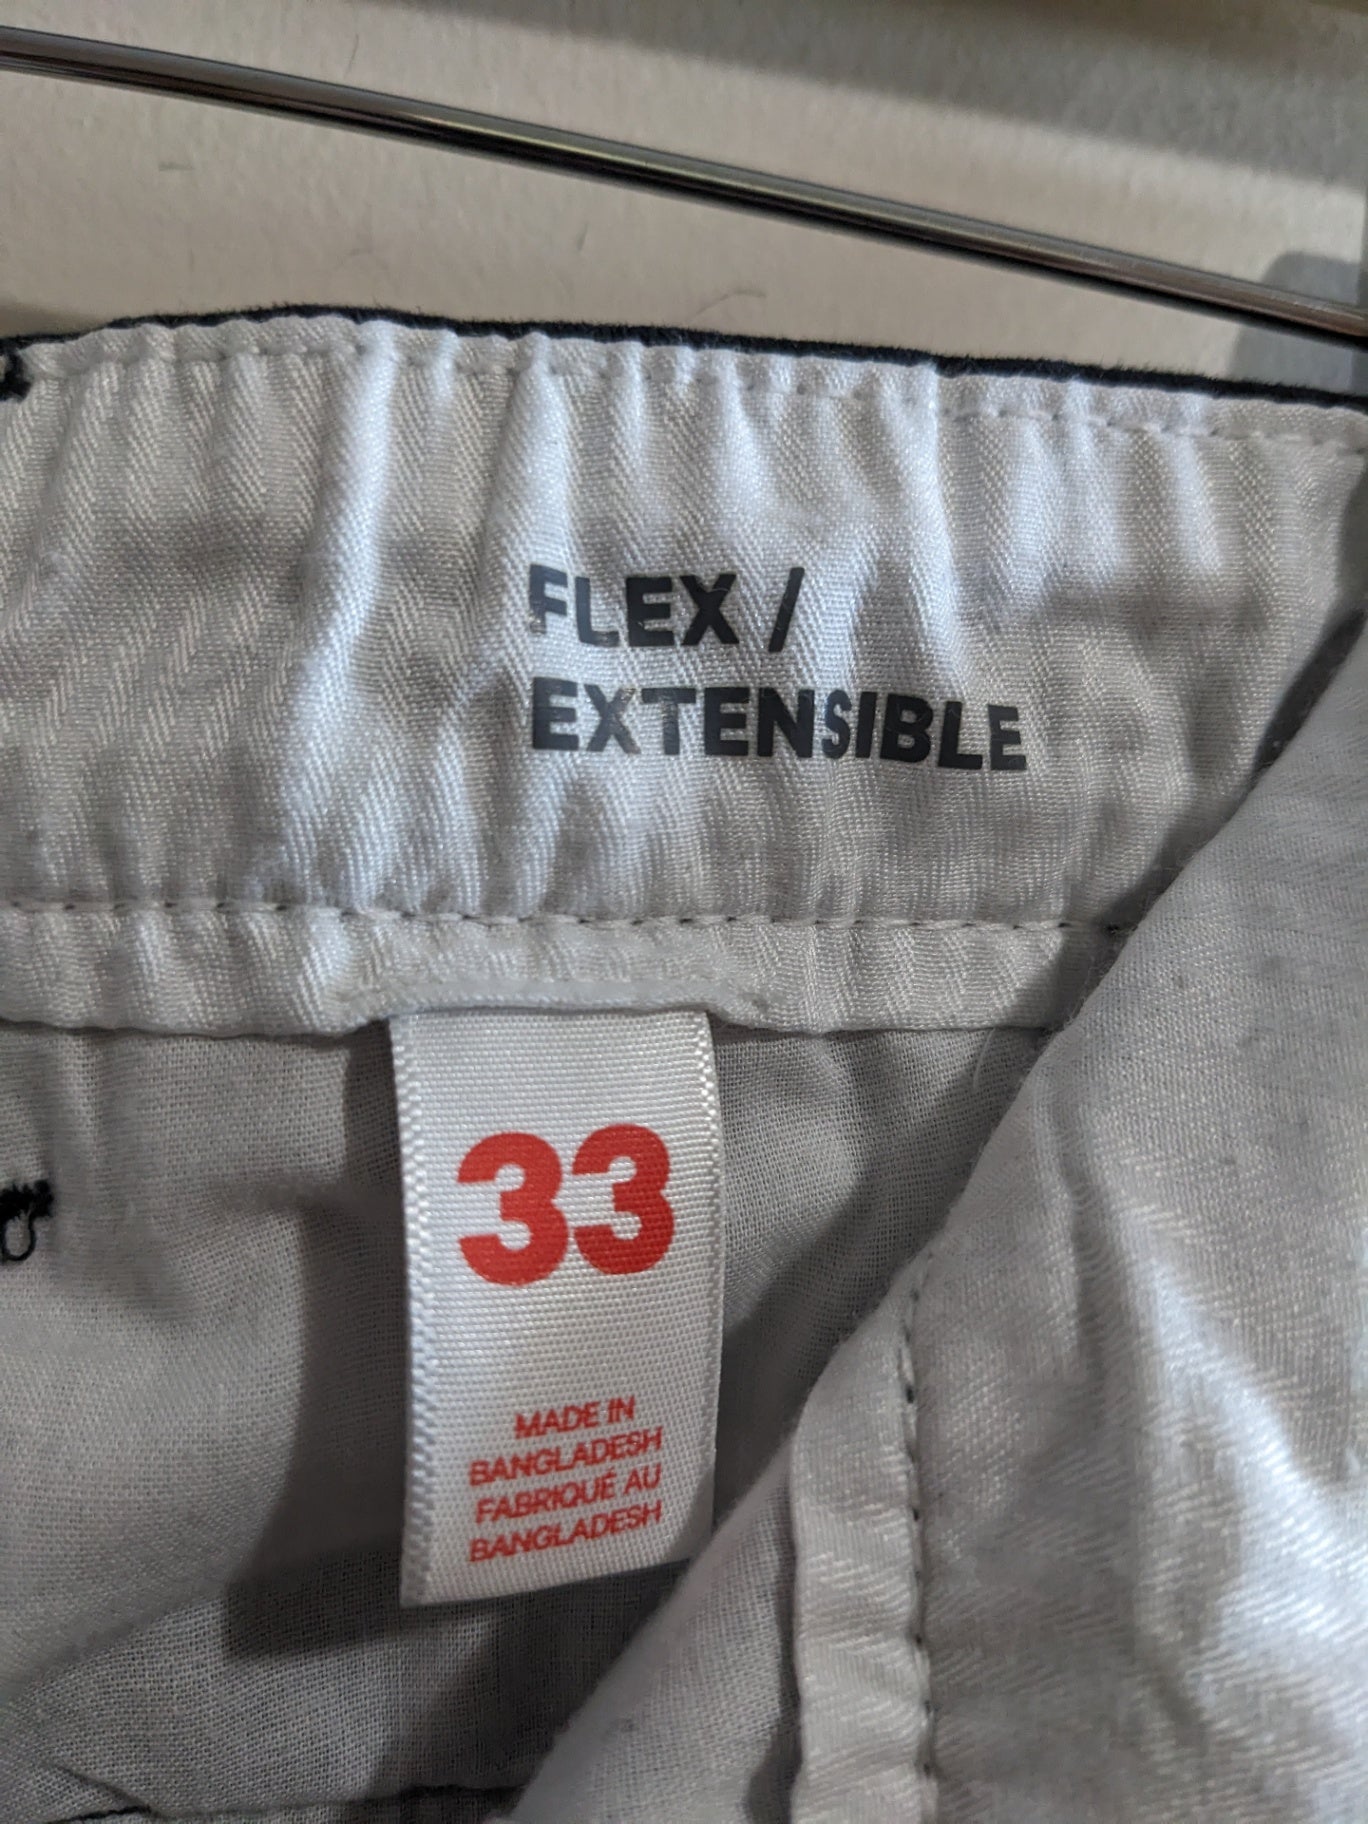 FLEX /
EXTENSIBLE
33
MADE IN
BANGLADESH
FABRIQUÉ AU
BANGLADESH